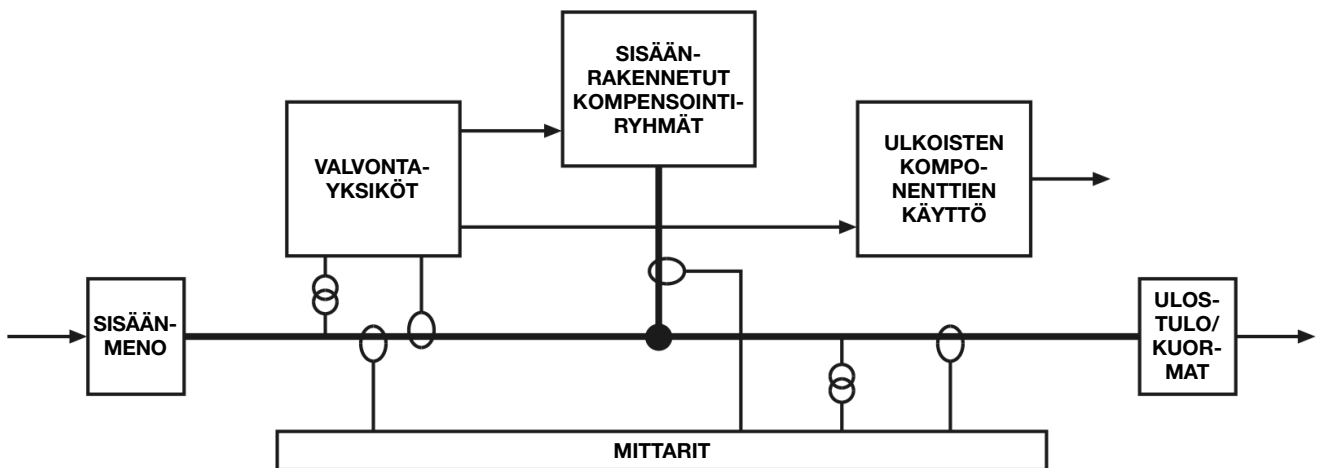 SISÄÄN-
RAKENNETUT
KOMPENSOINTI-
RYHMÄT
VALVONTA-
YKSIKÖT
ULKOISTEN
KOMPO-
NENTTIEN
KÄYTTÖ
SISÄÄN-
MENO
ULOS-
TULO/
KUOR-
MAT
MITTARIT